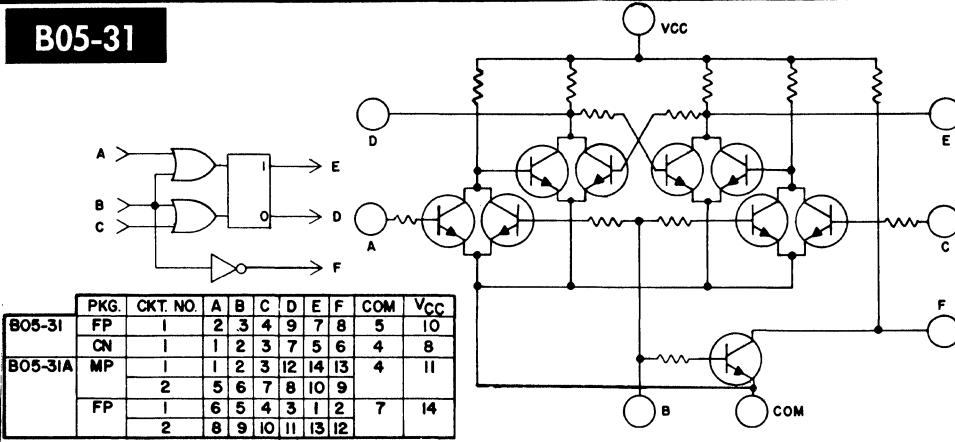 B05-31
VCC
D
E
A
C
F
B
COM
A
B
C
1
0
E
D
F
PKG. CKT. NO. A B C D E F COM VCC
B05-31 FP 1 2 3 4 9 7 8 5 10
CN 1 1 2 3 7 5 6 4 8
B05-31A MP 1 1 2 3 12 14 13 4 11
2 5 6 7 8 10 9
FP 1 6 5 4 3 1 2 7 14
2 8 9 10 11 13 12